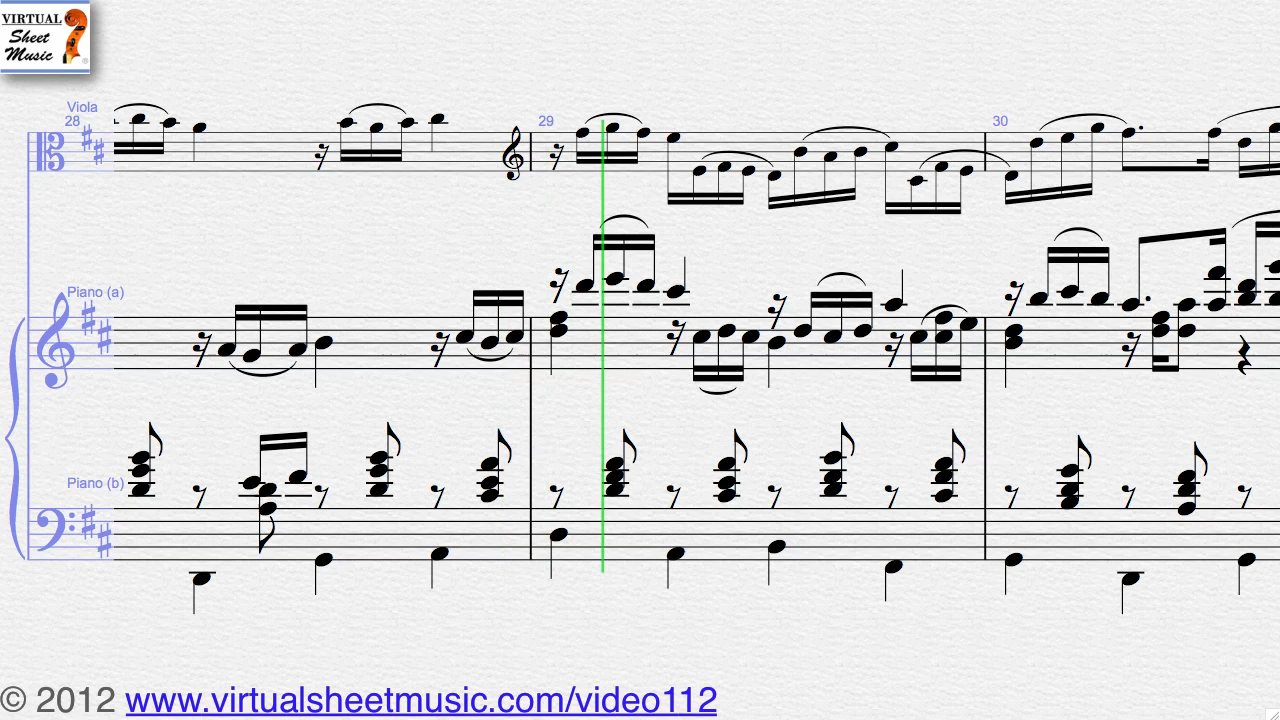 VIRTUAL
Sheet
Music
®
Viola
28
29
30
Piano (a)
Piano (b)
© 2012 www.virtualsheetmusic.com/video112